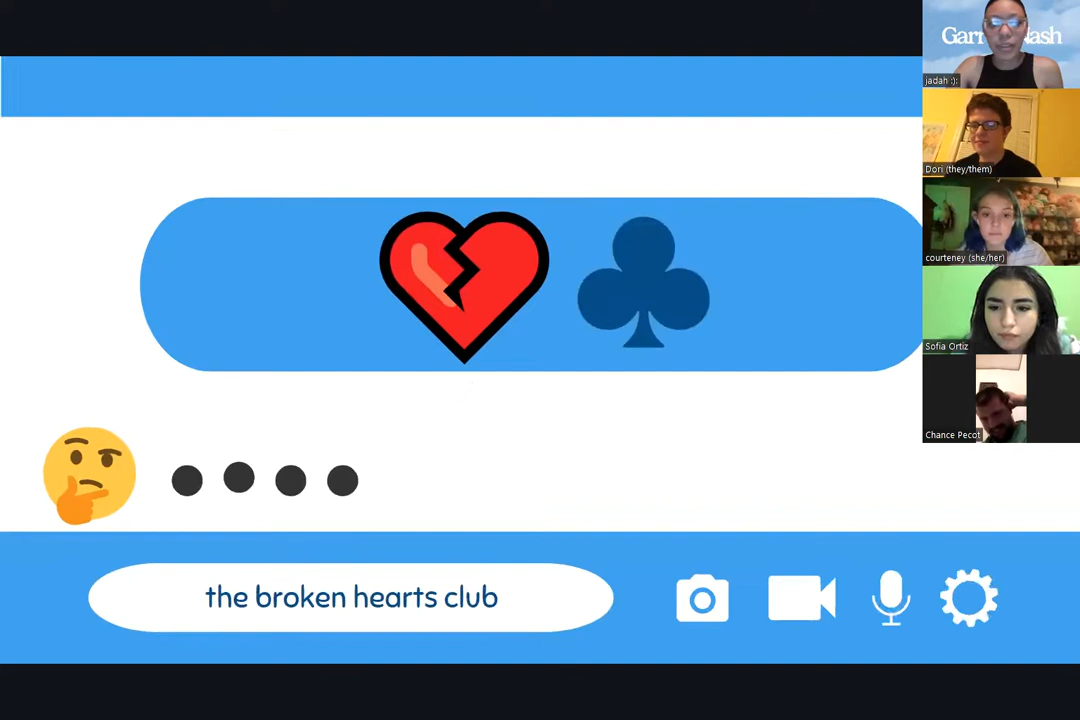 jadah :):
Dori (they/them)
courteney (she/her)
Sofia Ortiz
Chance Pecot
the broken hearts club